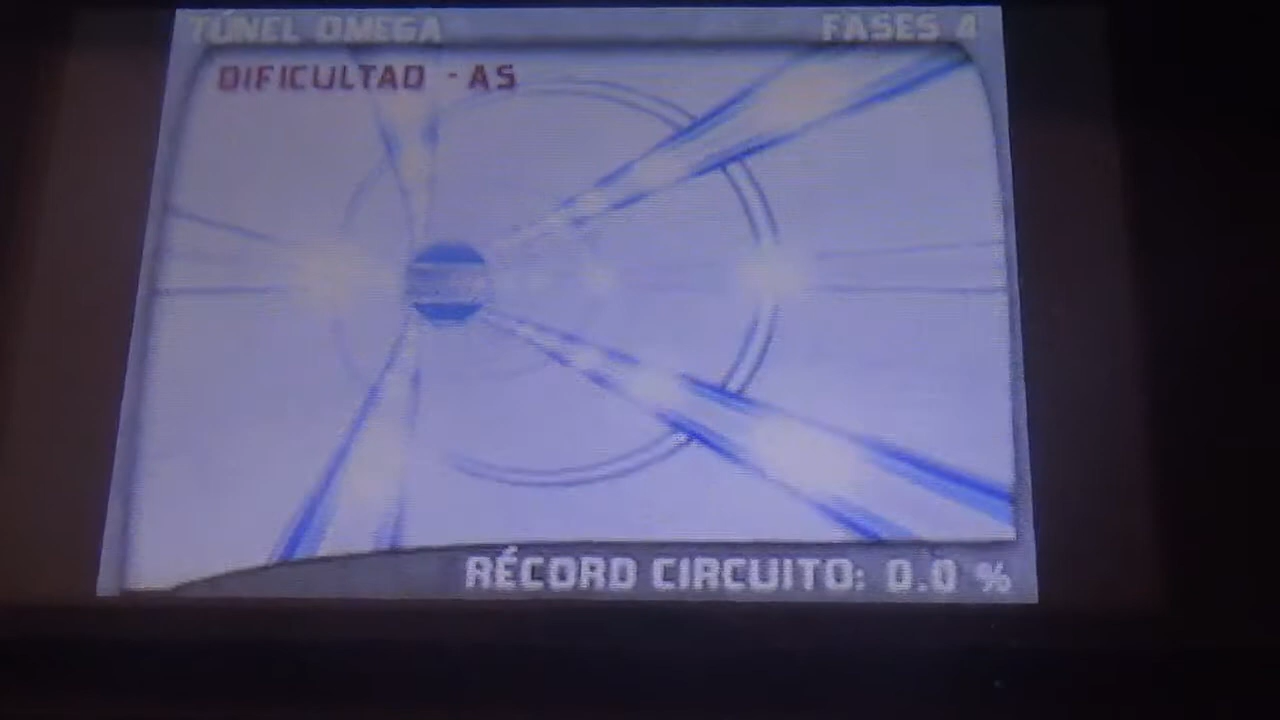 TÚNEL OMEGA
FASES 4
DIFICULTAD - AS
RÉCORD CIRCUITO: 0.0 %